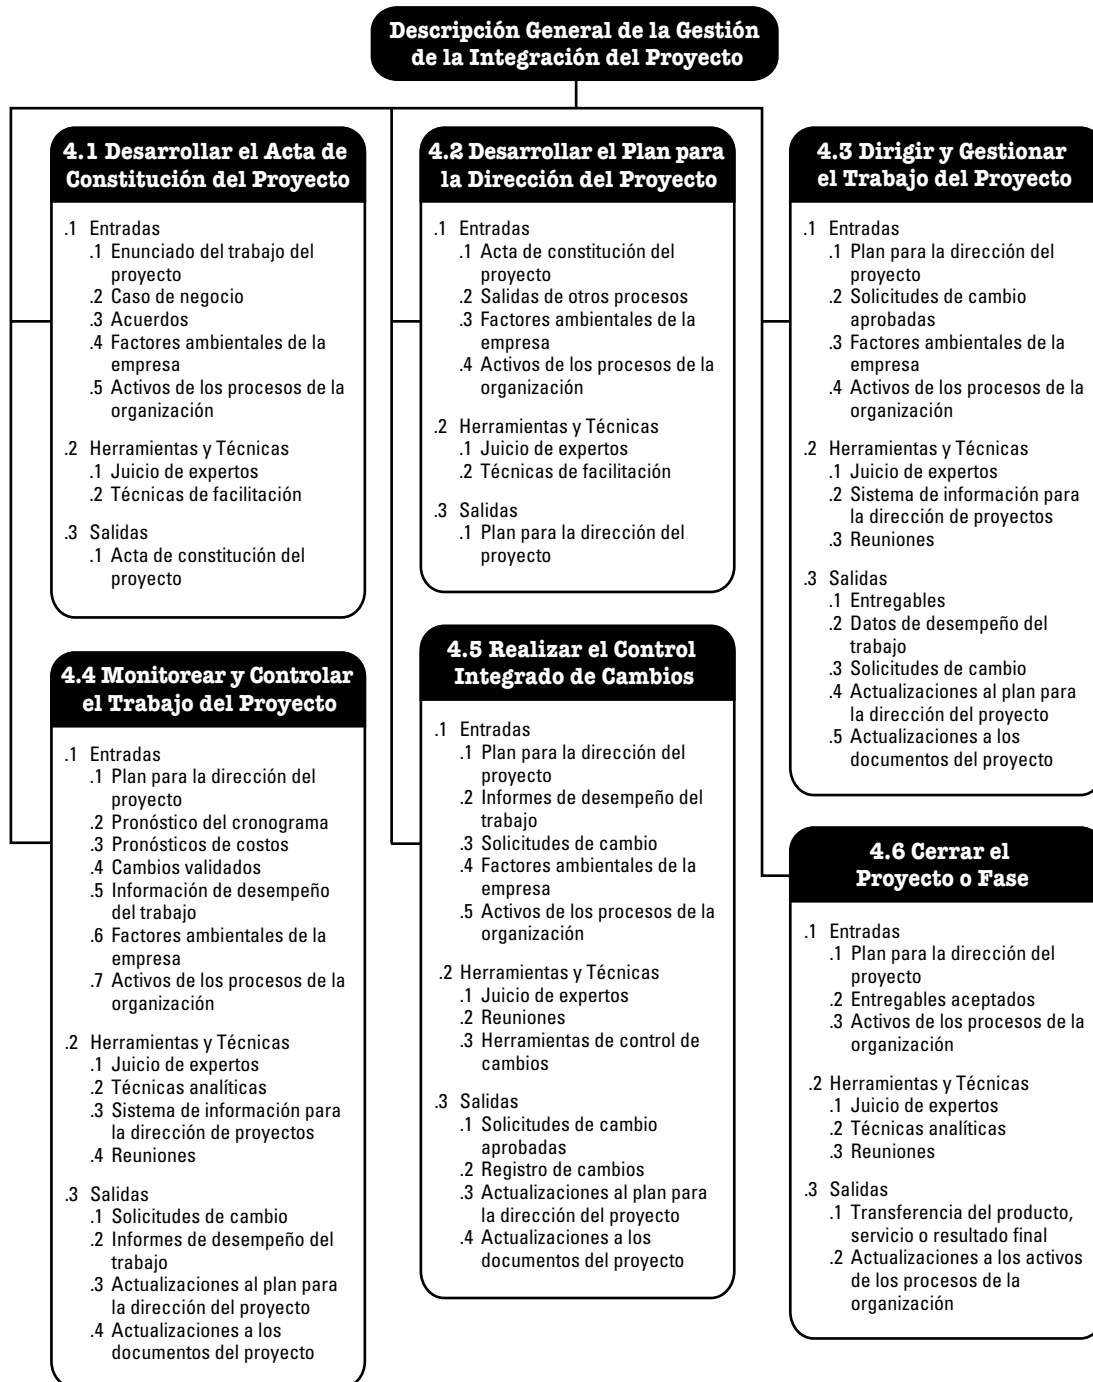 Descripción General de la Gestión
de la Integración del Proyecto
4.1 Desarrollar el Acta de
Constitución del Proyecto
.1 Entradas
.1 Enunciado del trabajo del
proyecto
.2 Caso de negocio
.3 Acuerdos
.4 Factores ambientales de la
empresa
.5 Activos de los procesos de la
organización
.2 Herramientas y Técnicas
.1 Juicio de expertos
.2 Técnicas de facilitación
.3 Salidas
.1 Acta de constitución del
proyecto
4.2 Desarrollar el Plan para
la Dirección del Proyecto
.1 Entradas
.1 Acta de constitución del
proyecto
.2 Salidas de otros procesos
.3 Factores ambientales de la
empresa
.4 Activos de los procesos de la
organización
.2 Herramientas y Técnicas
.1 Juicio de expertos
.2 Técnicas de facilitación
.3 Salidas
.1 Plan para la dirección del
proyecto
4.3 Dirigir y Gestionar
el Trabajo del Proyecto
.1 Entradas
.1 Plan para la dirección del
proyecto
.2 Solicitudes de cambio
aprobadas
.3 Factores ambientales de la
empresa
.4 Activos de los procesos de la
organización
.2 Herramientas y Técnicas
.1 Juicio de expertos
.2 Sistema de información para
la dirección de proyectos
.3 Reuniones
.3 Salidas
.1 Entregables
.2 Datos de desempeño del
trabajo
.3 Solicitudes de cambio
.4 Actualizaciones al plan para
la dirección del proyecto
.5 Actualizaciones a los
documentos del proyecto
4.4 Monitorear y Controlar
el Trabajo del Proyecto
.1 Entradas
.1 Plan para la dirección del
proyecto
.2 Pronóstico del cronograma
.3 Pronósticos de costos
.4 Cambios validados
.5 Información de desempeño
del trabajo
.6 Factores ambientales de la
empresa
.7 Activos de los procesos de la
organización
.2 Herramientas y Técnicas
.1 Juicio de expertos
.2 Técnicas analíticas
.3 Sistema de información para
la dirección de proyectos
.4 Reuniones
.3 Salidas
.1 Solicitudes de cambio
.2 Informes de desempeño del
trabajo
.3 Actualizaciones al plan para
la dirección del proyecto
.4 Actualizaciones a los
documentos del proyecto
4.5 Realizar el Control
Integrado de Cambios
.1 Entradas
.1 Plan para la dirección del
proyecto
.2 Informes de desempeño del
trabajo
.3 Solicitudes de cambio
.4 Factores ambientales de la
empresa
.5 Activos de los procesos de la
organización
.2 Herramientas y Técnicas
.1 Juicio de expertos
.2 Reuniones
.3 Herramientas de control de
cambios
.3 Salidas
.1 Solicitudes de cambio
aprobadas
.2 Registro de cambios
.3 Actualizaciones al plan para
la dirección del proyecto
.4 Actualizaciones a los
documentos del proyecto
4.6 Cerrar el
Proyecto o Fase
.1 Entradas
.1 Plan para la dirección del
proyecto
.2 Entregables aceptados
.3 Activos de los procesos de la
organización
.2 Herramientas y Técnicas
.1 Juicio de expertos
.2 Técnicas analíticas
.3 Reuniones
.3 Salidas
.1 Transferencia del producto,
servicio o resultado final
.2 Actualizaciones a los activos
de los procesos de la
organización